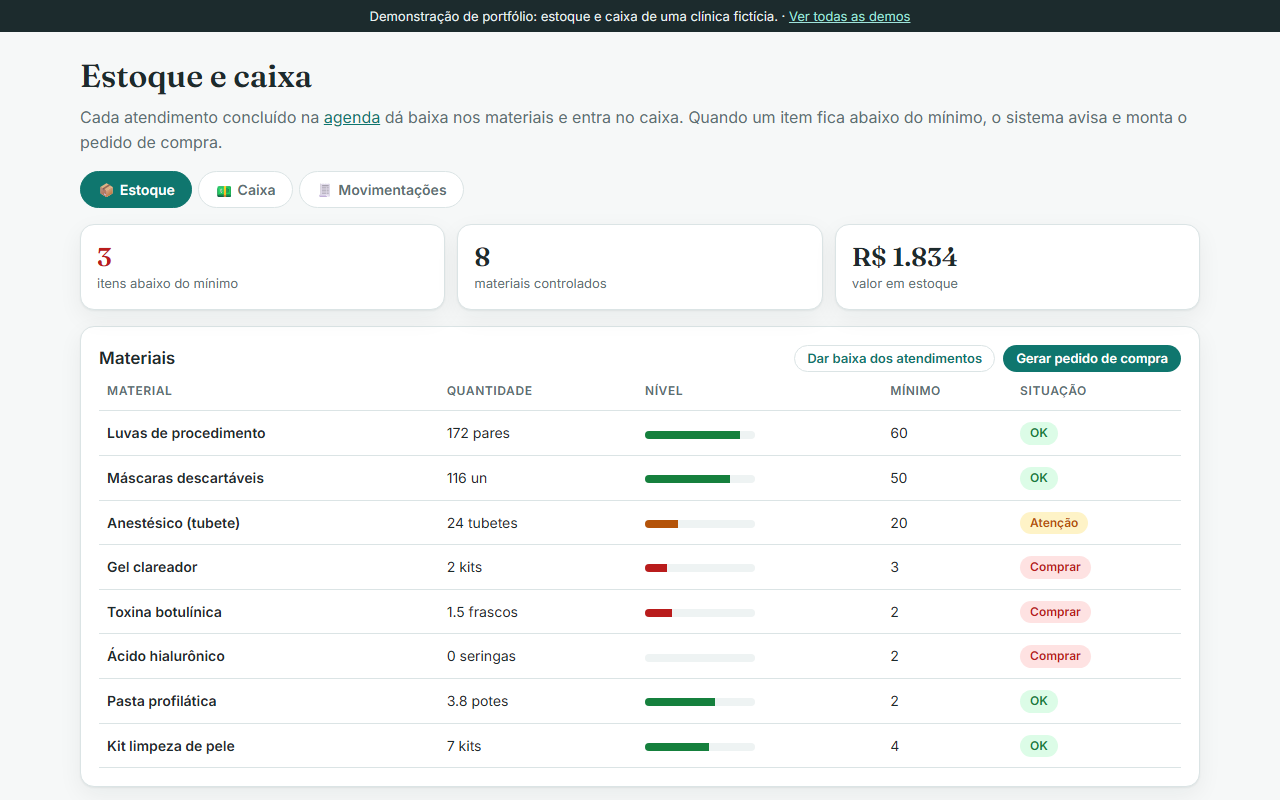 Demonstração de portfólio: estoque e caixa de uma clínica fictícia. · Ver todas as demos
Estoque e caixa
Cada atendimento concluído na agenda dá baixa nos materiais e entra no caixa. Quando um item fica abaixo do mínimo, o sistema avisa e monta o
pedido de compra.
Estoque Caixa Movimentações
3 8 R$ 1.834
itens abaixo do mínimo materiais controlados valor em estoque
Materiais Dar baixa dos atendimentos Gerar pedido de compra
MATERIAL QUANTIDADE NÍVEL MÍNIMO SITUAÇÃO
Luvas de procedimento 172 pares 60 OK
Máscaras descartáveis 116 un 50 OK
Anestésico (tubete) 24 tubetes 20 Atenção
Gel clareador 2 kits 3 Comprar
Toxina botulínica 1.5 frascos 2 Comprar
Ácido hialurônico 0 seringas 2 Comprar
Pasta profilática 3.8 potes 2 OK
Kit limpeza de pele 7 kits 4 OK